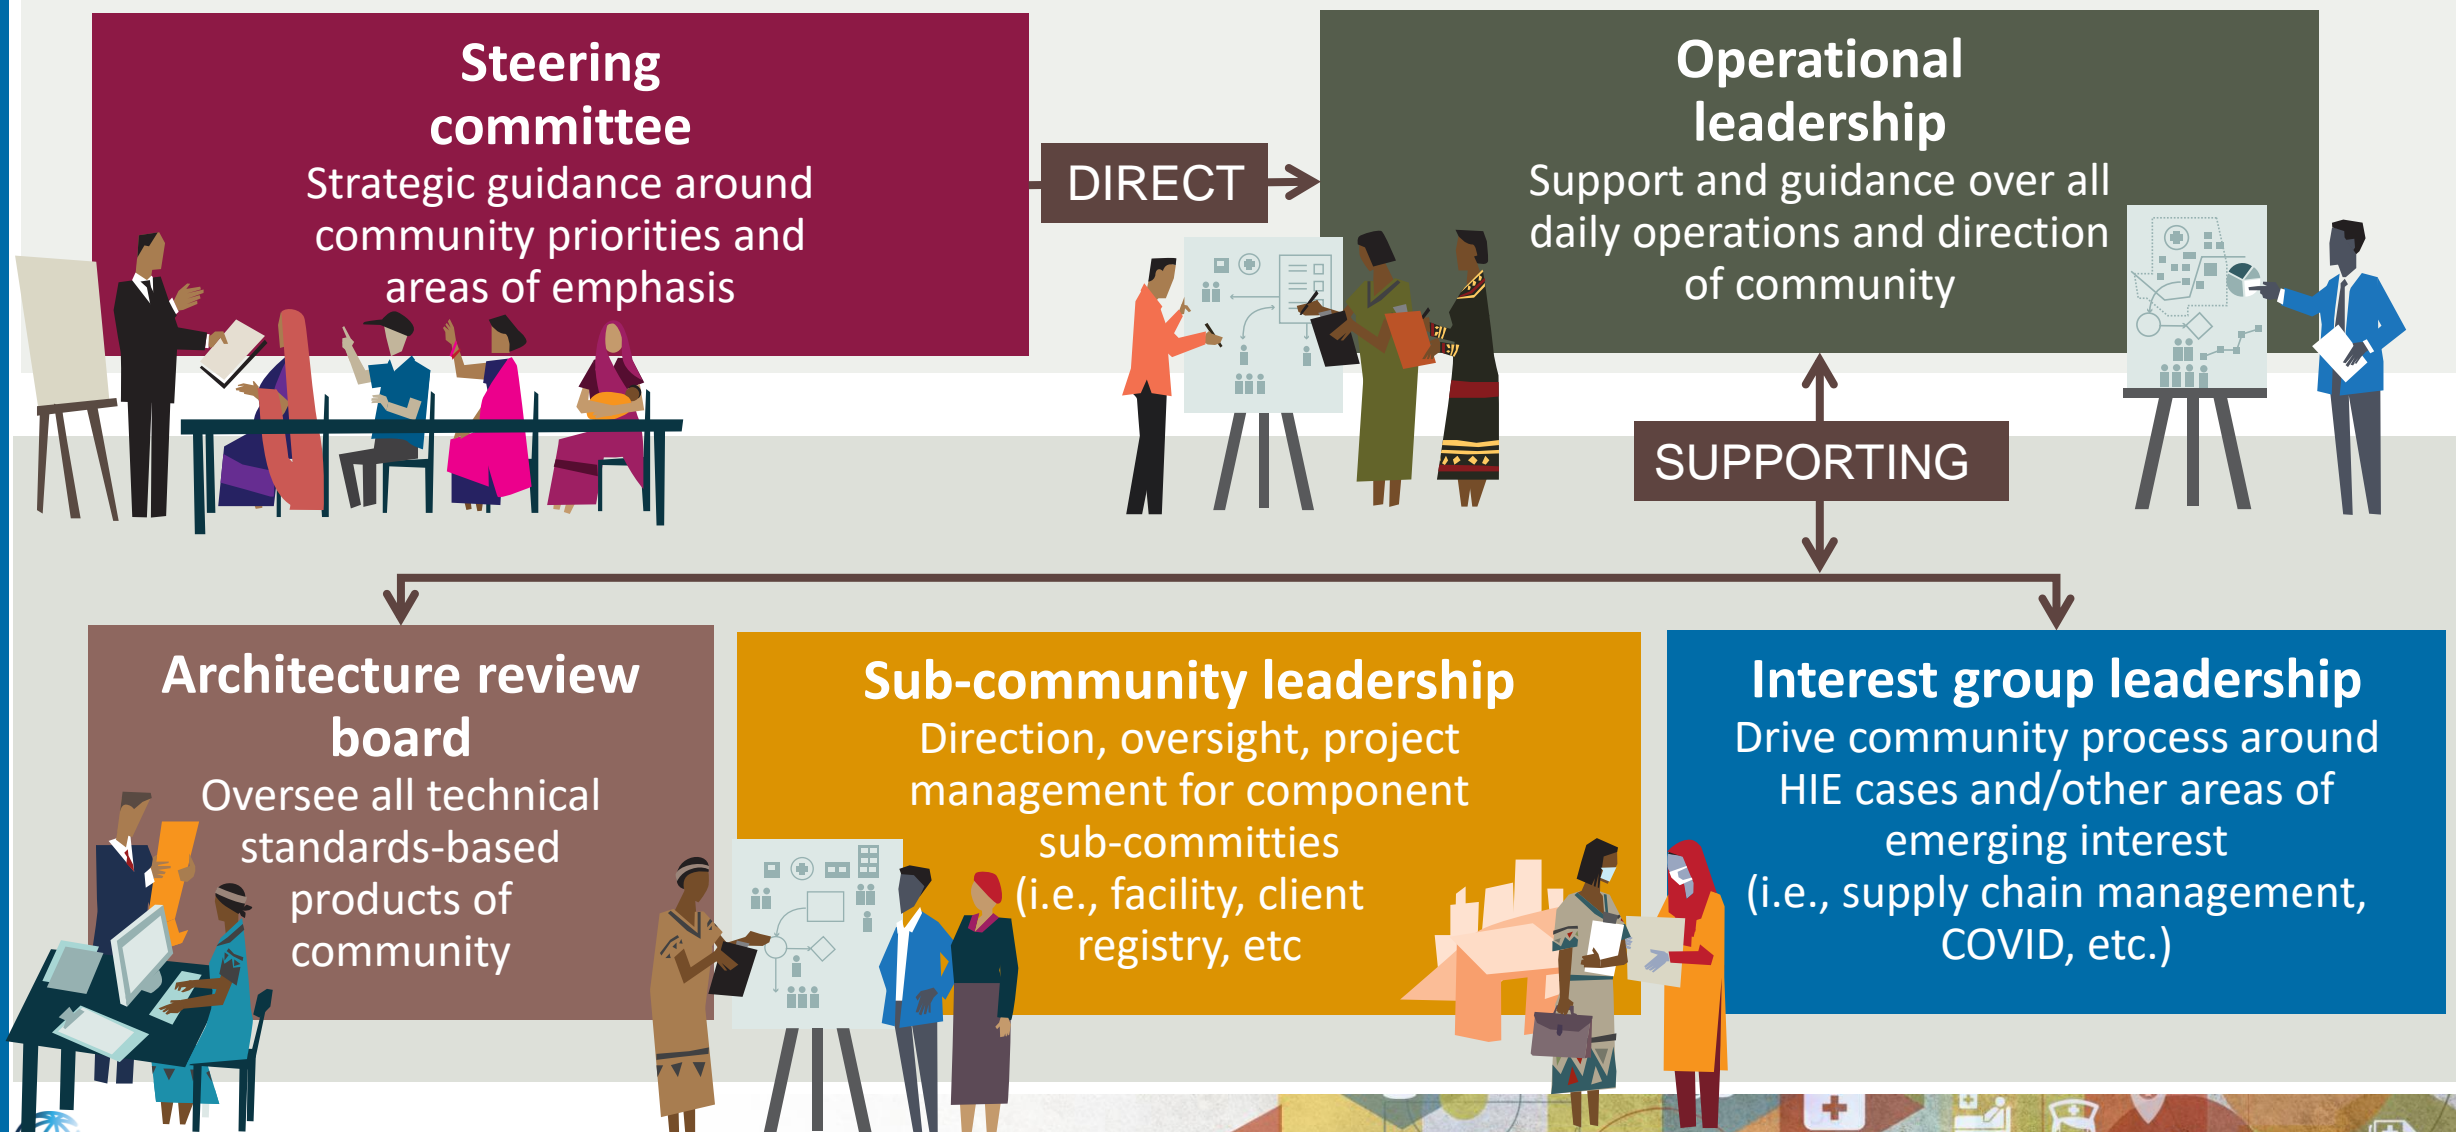 Steering
committee
Strategic guidance around
community priorities and
areas of emphasis
DIRECT
Operational
leadership
Support and guidance over all
daily operations and direction
of community
SUPPORTING
Architecture review
board
Oversee all technical
standards-based
products of
community
Sub-community leadership
Direction, oversight, project
management for component
sub-committies
(i.e., facility, client
registry, etc
Interest group leadership
Drive community process around
HIE cases and/other areas of
emerging interest
(i.e., supply chain management,
COVID, etc.)